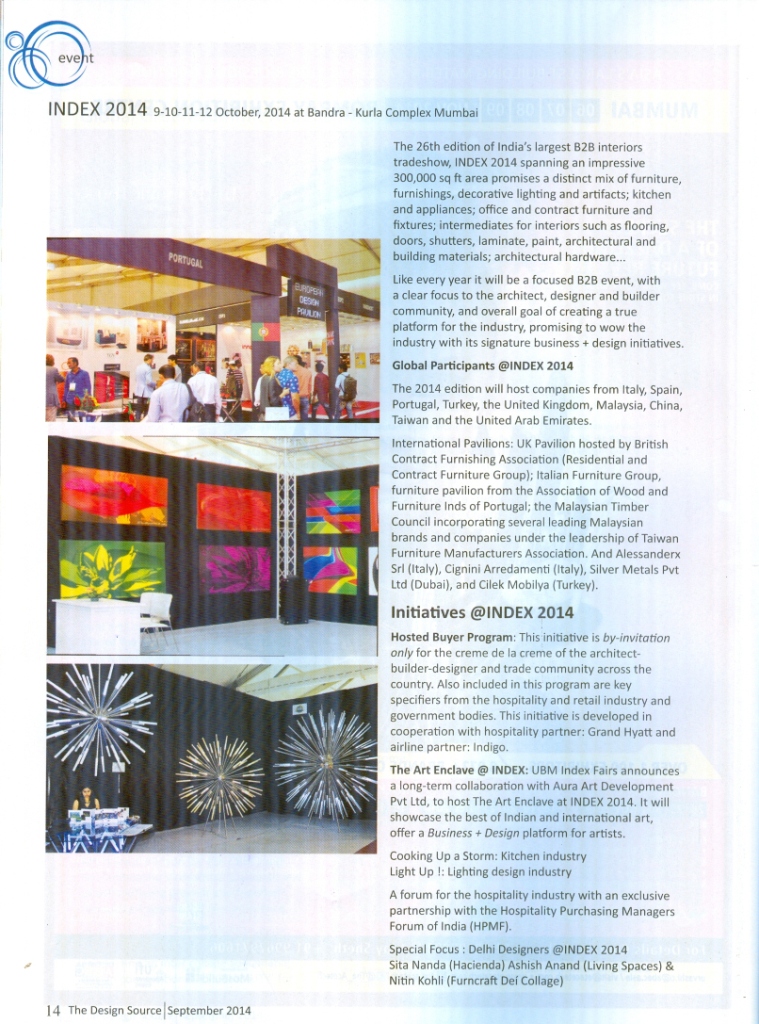 event
INDEX 2014 9-10-11-12 October, 2014 at Bandra - Kurla Complex Mumbai
The 26th edition of India's largest B2B interiors
tradeshow, INDEX 2014 spanning an impressive
300,000 sq ft area promises a distinct mix of furniture,
furnishings, decorative lighting and artifacts; kitchen
and appliances; office and contract furniture and
fixtures; intermediates for interiors such as flooring,
doors, shutters, laminate, paint, architectural and
building materials; architectural hardware...
Like every year it will be a focused B2B event, with
a clear focus to the architect, designer and builder
community, and overall goal of creating a true
platform for the industry, promising to wow the
industry with its signature business + design initiatives.
Global Participants @INDEX 2014
The 2014 edition will host companies from Italy, Spain,
Portugal, Turkey, the United Kingdom, Malaysia, China,
Taiwan and the United Arab Emirates.
International Pavilions: UK Pavilion hosted by British
Contract Furnishing Association (Residential and
Contract Furniture Group); Italian Furniture Group,
furniture pavilion from the Association of Wood and
Furniture Inds of Portugal; the Malaysian Timber
Council incorporating several leading Malaysian
brands and companies under the leadership of Taiwan
Furniture Manufacturers Association. And Alessanderx
Srl (Italy), Cignini Arredamenti (Italy), Silver Metals Pvt
Ltd (Dubai), and Cilek Mobilya (Turkey).
Initiatives @INDEX 2014
Hosted Buyer Program: This initiative is by-invitation
only for the creme de la creme of the architect-
builder-designer and trade community across the
country. Also included in this program are key
specifiers from the hospitality and retail industry and
government bodies. This initiative is developed in
cooperation with hospitality partner: Grand Hyatt and
airline partner: Indigo.
The Art Enclave @ INDEX: UBM Index Fairs announces
a long-term collaboration with Aura Art Development
Pvt Ltd, to host The Art Enclave at INDEX 2014. It will
showcase the best of Indian and international art,
offer a Business + Design platform for artists.
Cooking Up a Storm: Kitchen industry
Light Up !: Lighting design industry
A forum for the hospitality industry with an exclusive
partnership with the Hospitality Purchasing Managers
Forum of India (HPMF).
Special Focus : Delhi Designers @INDEX 2014
Sita Nanda (Hacienda) Ashish Anand (Living Spaces) &
Nitin Kohli (Furncraft Deí Collage)
PORTUGAL
EUROPEAN
DESIGN
PAVILION
14 The Design Source | September 2014